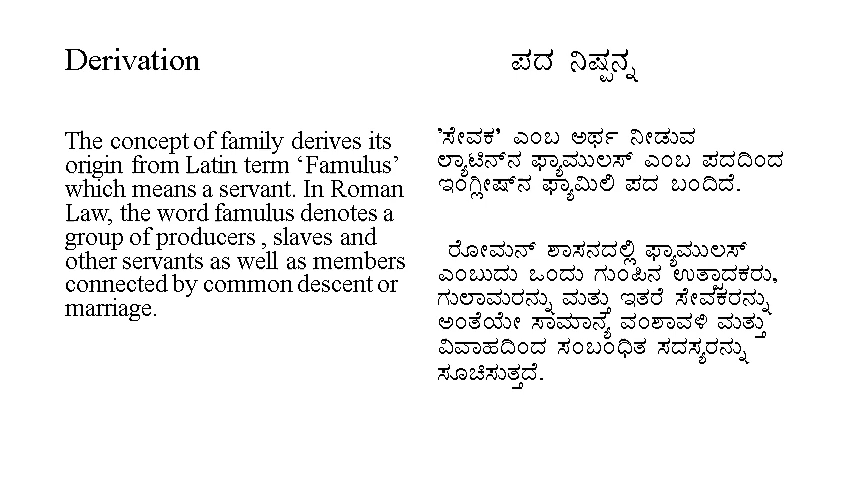 Derivation
The concept of family derives its
origin from Latin term ‘Famulus’
which means a servant. In Roman
Law, the word famulus denotes a
group of producers , slaves and
other servants as well as members
connected by common descent or
marriage.
ಪದ ನಿಷ್ಪನ್ನ
'ಸೇವಕ' ಎಂಬ ಅರ್ಥ ನೀಡುವ
ಲ್ಯಾಟಿನ್‌ನ ಫ್ಯಾಮುಲಸ್ ಎಂಬ ಪದದಿಂದ
ಇಂಗ್ಲೀಷ್‌ನ ಫ್ಯಾಮಿಲಿ ಪದ ಬಂದಿದೆ.
ರೋಮನ್ ಶಾಸನದಲ್ಲಿ ಫ್ಯಾಮುಲಸ್
ಎಂಬುದು ಒಂದು ಗುಂಪಿನ ಉತ್ಪಾದಕರು,
ಗುಲಾಮರನ್ನು ಮತ್ತು ಇತರೆ ಸೇವಕರನ್ನು
ಅಂತೆಯೇ ಸಾಮಾನ್ಯ ವಂಶಾವಳಿ ಮತ್ತು
ವಿವಾಹದಿಂದ ಸಂಬಂಧಿತ ಸದಸ್ಯರನ್ನು
ಸೂಚಿಸುತ್ತದೆ.